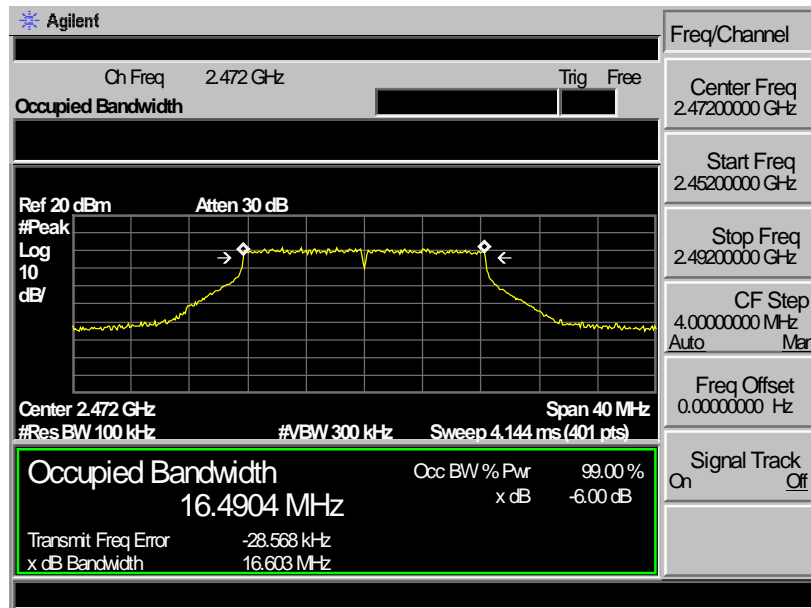 Agilent
Freq/Channel
Ch Freq 2.472 GHz Trig Free
Occupied Bandwidth
Center Freq
2.47200000 GHz
Start Freq
2.45200000 GHz
Stop Freq
2.49200000 GHz
CF Step
4.00000000 MHz
Auto Man
Freq Offset
0.00000000 Hz
Signal Track
On Off
Ref 20 dBm Atten 30 dB
#Peak
Log
10
dB/
Center 2.472 GHz Span 40 MHz
#Res BW 100 kHz #VBW 300 kHz Sweep 4.144 ms (401 pts)
Occupied Bandwidth
16.4904 MHz
Occ BW % Pwr 99.00 %
x dB -6.00 dB
Transmit Freq Error -28.568 kHz
x dB Bandwidth 16.603 MHz